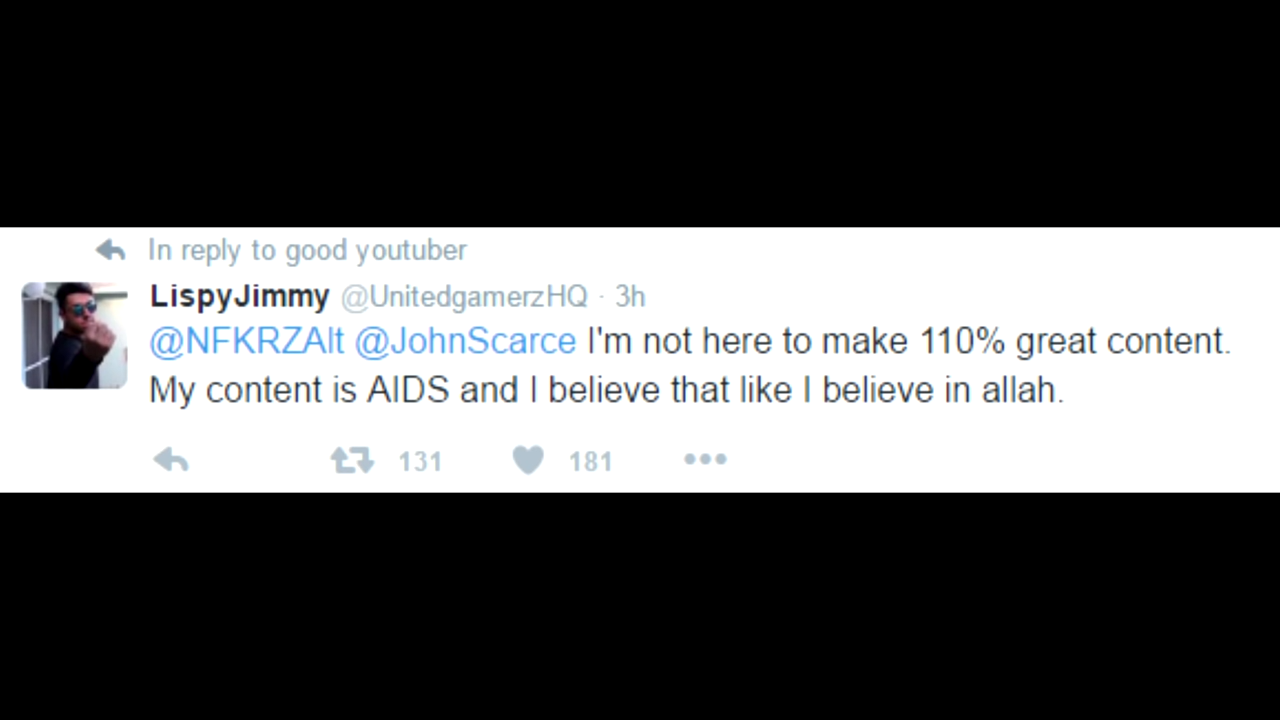 In reply to good youtuber
LispyJimmy @UnitedgamerzHQ · 3h
@NFKRZAlt @JohnScarce I'm not here to make 110% great content.
My content is AIDS and I believe that like I believe in allah.
131 181